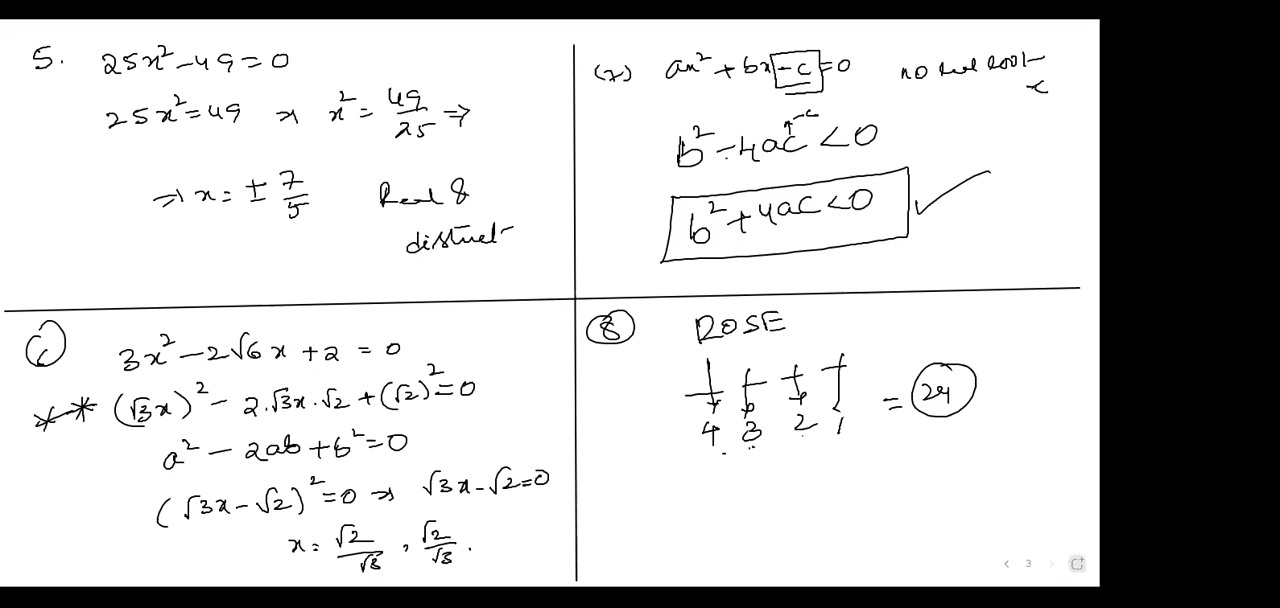 5. 25x² - 49 = 0
25x² = 49 ⇒ x² = 49/25 ⇒
⇒ x = ± 7/5 Real &
distinct
(7) ax² + bx - c = 0 no real root
-c
b² - 4ac < 0
b² + 4ac < 0
6 3x² - 2√6 x + 2 = 0
** (√3x)² - 2.√3x.√2 + (√2)² = 0
a² - 2ab + b² = 0
(√3x - √2)² = 0 ⇒ √3x - √2 = 0
x = √2/√3 , √2/√3 .
8 ROSE
= 24
4 3 2 1
< 3 >